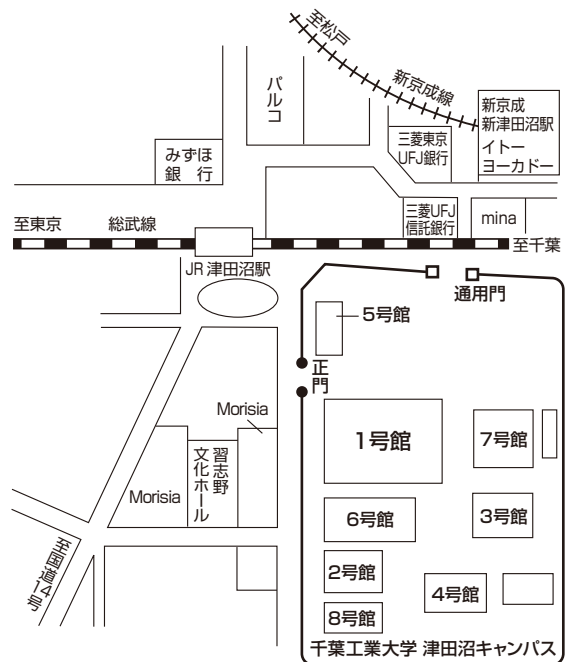 至松戸
新京成線
パルコ
新京成
新津田沼駅
イトー
ヨーカドー
三菱東京
UFJ銀行
みずほ
銀 行
三菱UFJ
信託銀行
mina
至東京
総武線
至千葉
JR 津田沼駅
通用門
5号館
正門
Morisia
1号館
7号館
習志野
文化ホール
Morisia
6号館
3号館
至国道14号
2号館
4号館
8号館
千葉工業大学 津田沼キャンパス